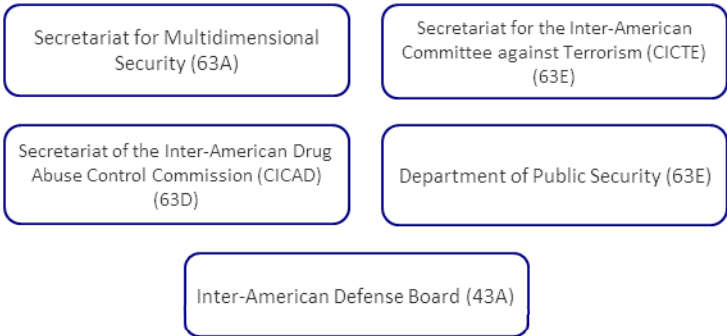 Secretariat for Multidimensional
Security (63A)
Secretariat for the Inter-American
Committee against Terrorism (CICTE)
(63E)
Secretariat of the Inter-American Drug
Abuse Control Commission (CICAD)
(63D)
Department of Public Security (63E)
Inter-American Defense Board (43A)